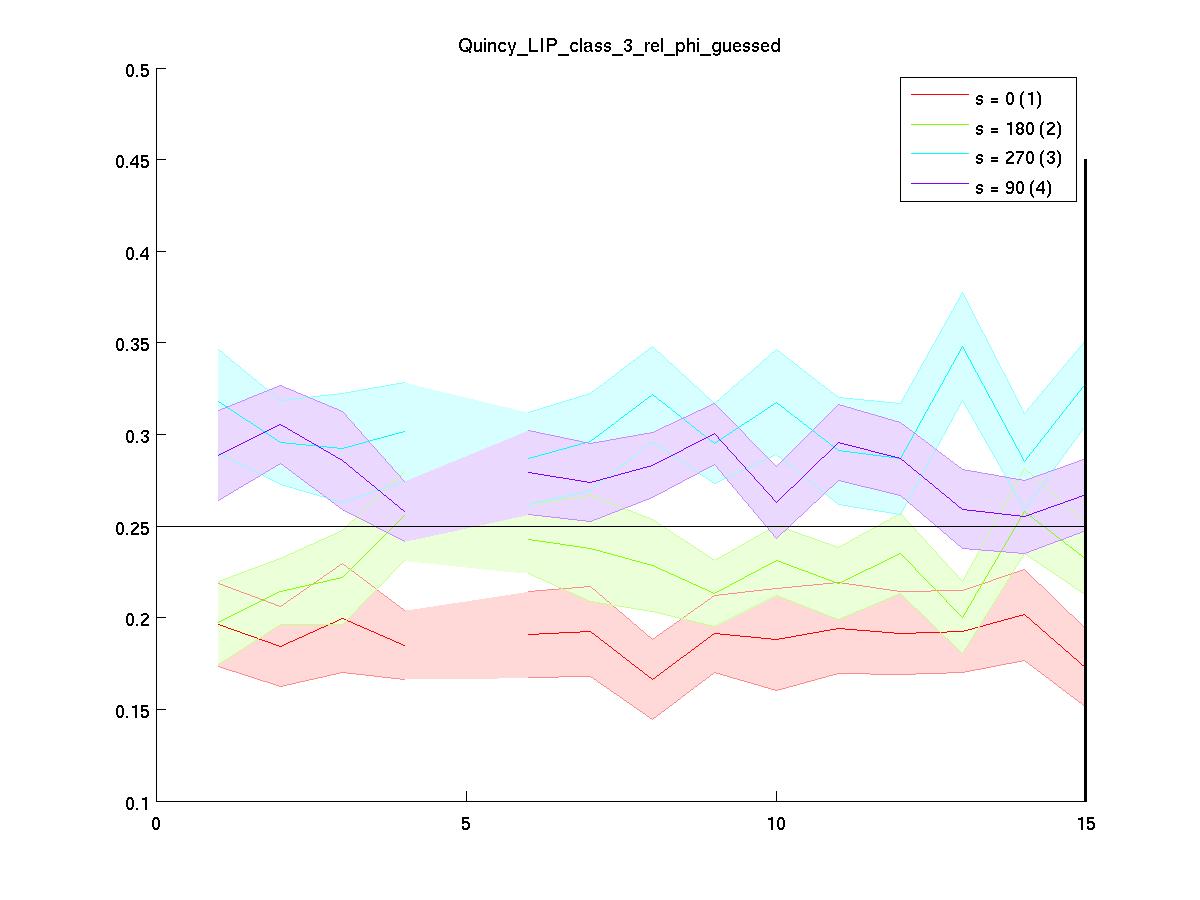 Quincy_LIP_class_3_rel_phi_guessed
0.5
s = 0 (1)
s = 180 (2)
s = 270 (3)
s = 90 (4)
0.45
0.4
0.35
0.3
0.25
0.2
0.15
0.1
0
5
10
15